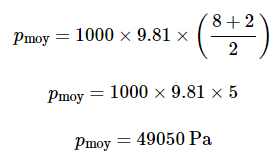 p_moy = 1000 × 9.81 × ( (8 + 2) / 2 )
p_moy = 1000 × 9.81 × 5
p_moy = 49050 Pa